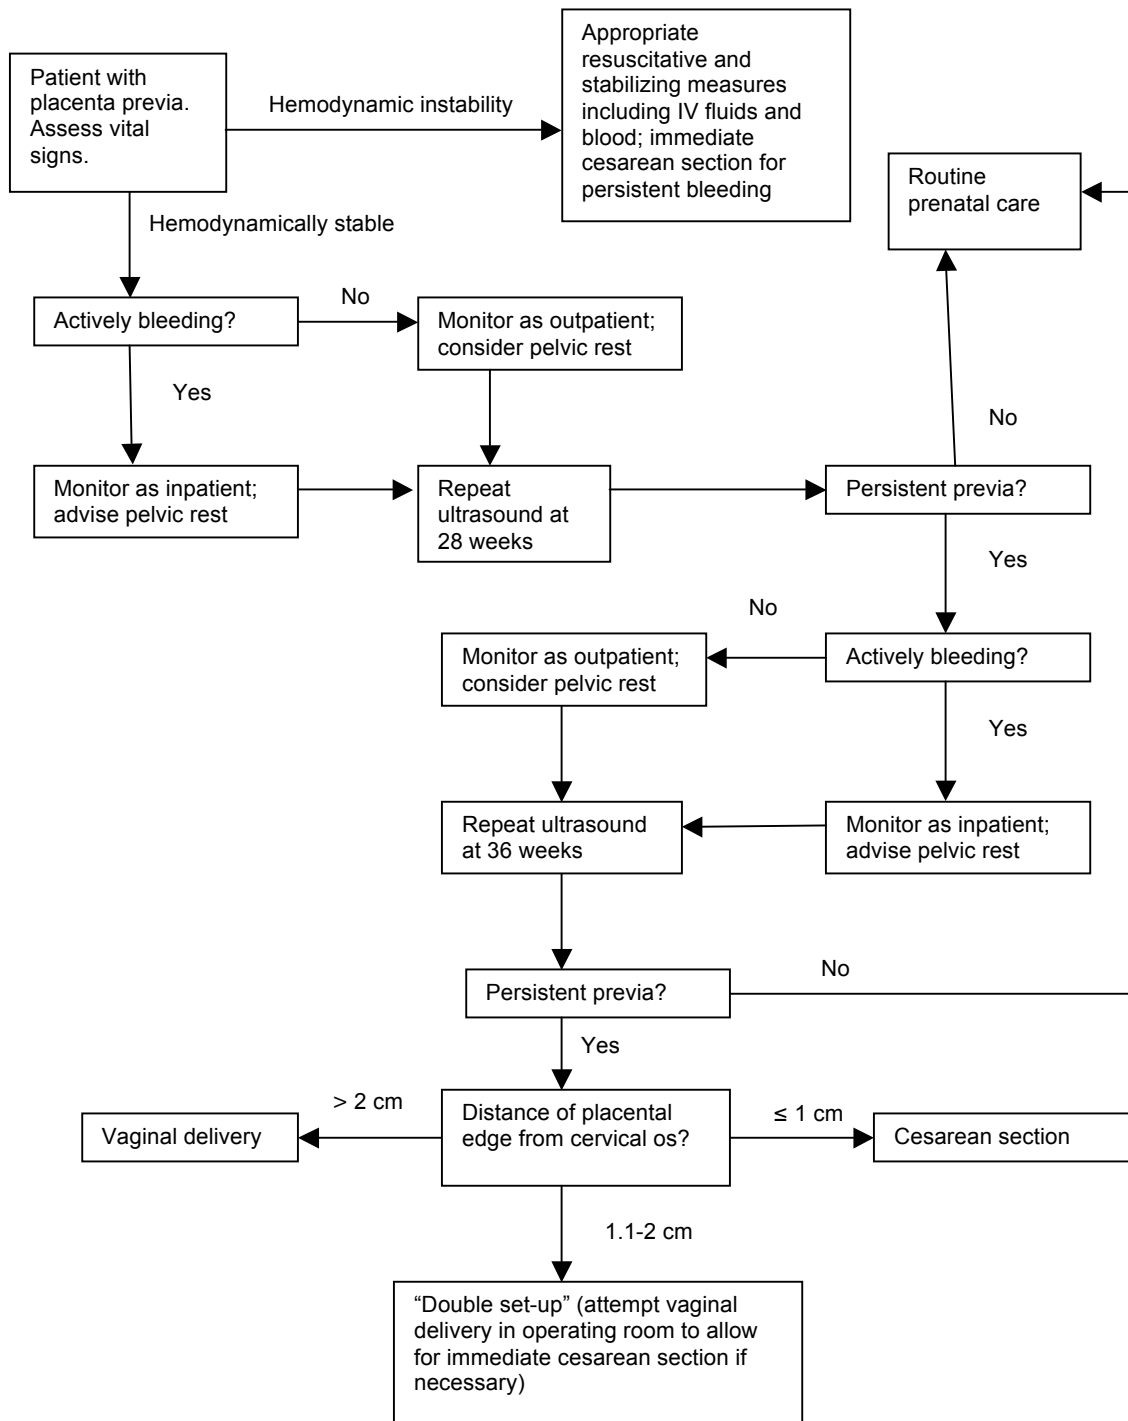 Patient with
placenta previa.
Assess vital
signs.
Hemodynamic instability
Appropriate
resuscitative and
stabilizing measures
including IV fluids and
blood; immediate
cesarean section for
persistent bleeding
Routine
prenatal care
Hemodynamically stable
Actively bleeding?
No
Monitor as outpatient;
consider pelvic rest
Yes
No
Monitor as inpatient;
advise pelvic rest
Repeat
ultrasound at
28 weeks
Persistent previa?
Yes
No
Monitor as outpatient;
consider pelvic rest
Actively bleeding?
Yes
Repeat ultrasound
at 36 weeks
Monitor as inpatient;
advise pelvic rest
Persistent previa?
No
Yes
> 2 cm
Vaginal delivery
Distance of placental
edge from cervical os?
≤ 1 cm
Cesarean section
1.1-2 cm
“Double set-up” (attempt vaginal
delivery in operating room to allow
for immediate cesarean section if
necessary)